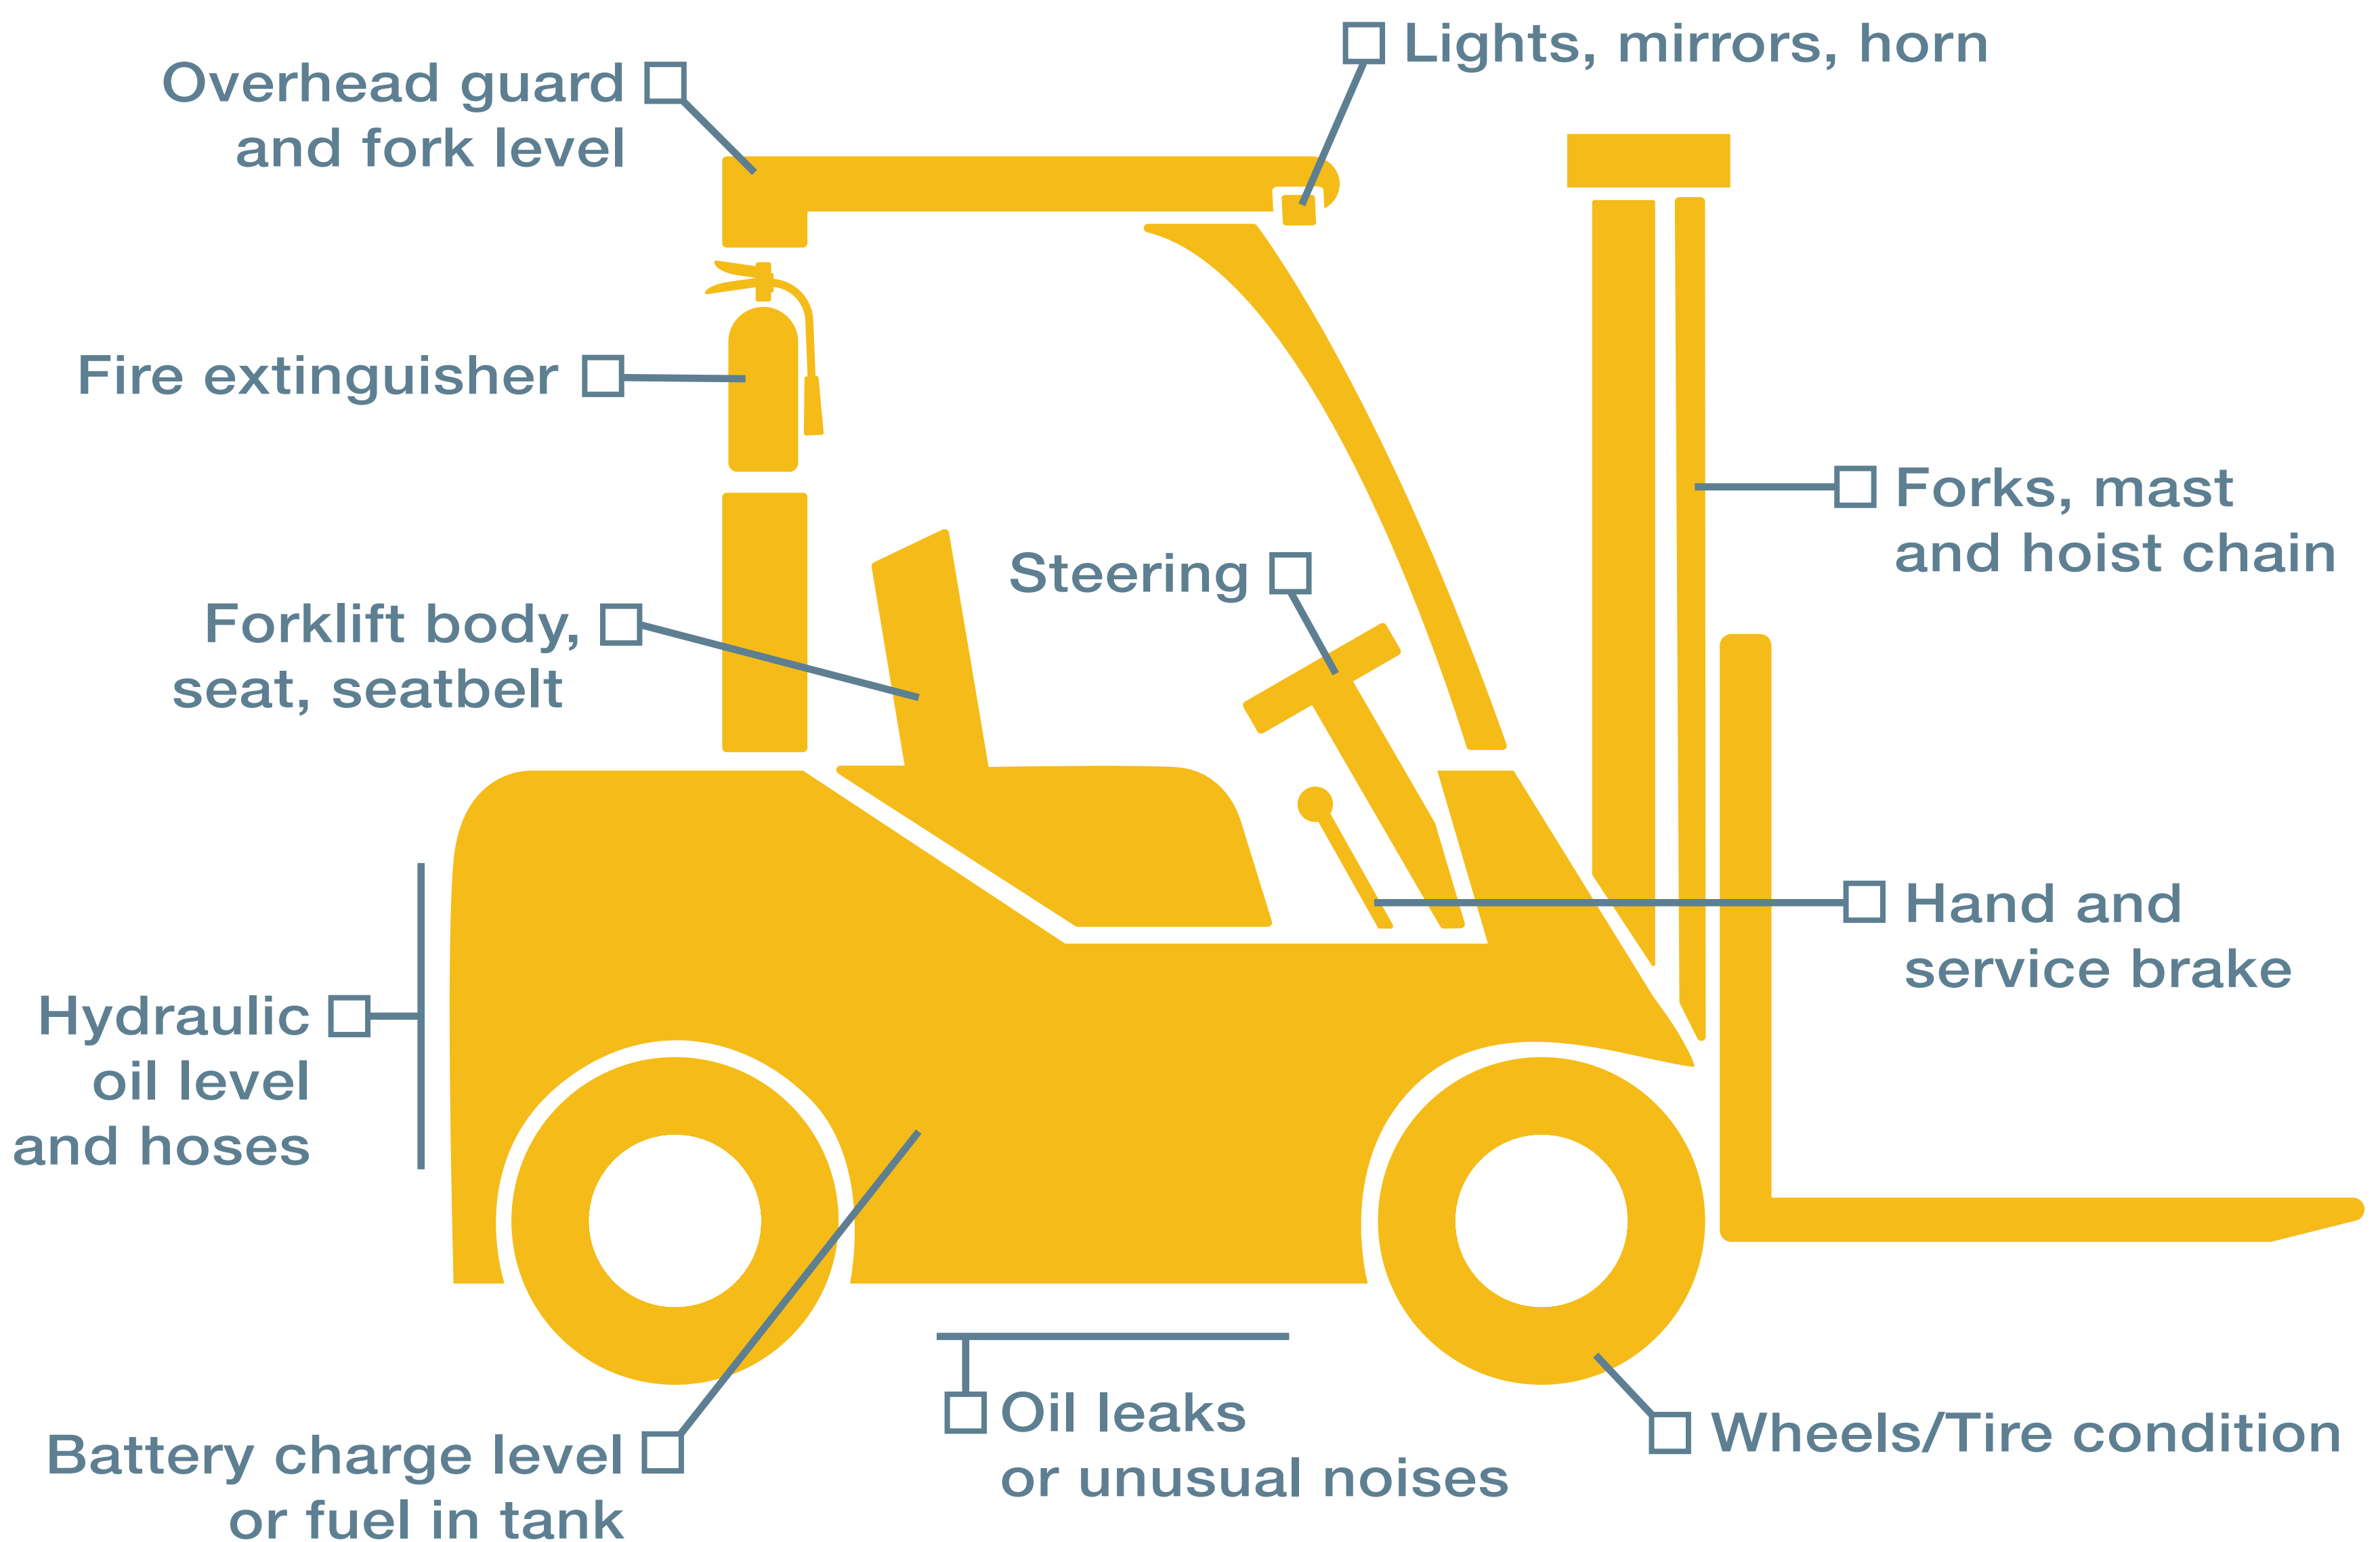 Overhead guard
and fork level
Lights, mirrors, horn
Fire extinguisher
Forks, mast
and hoist chain
Steering
Forklift body,
seat, seatbelt
Hand and
service brake
Hydraulic
oil level
and hoses
Battery charge level
or fuel in tank
Oil leaks
or unusual noises
Wheels/Tire condition